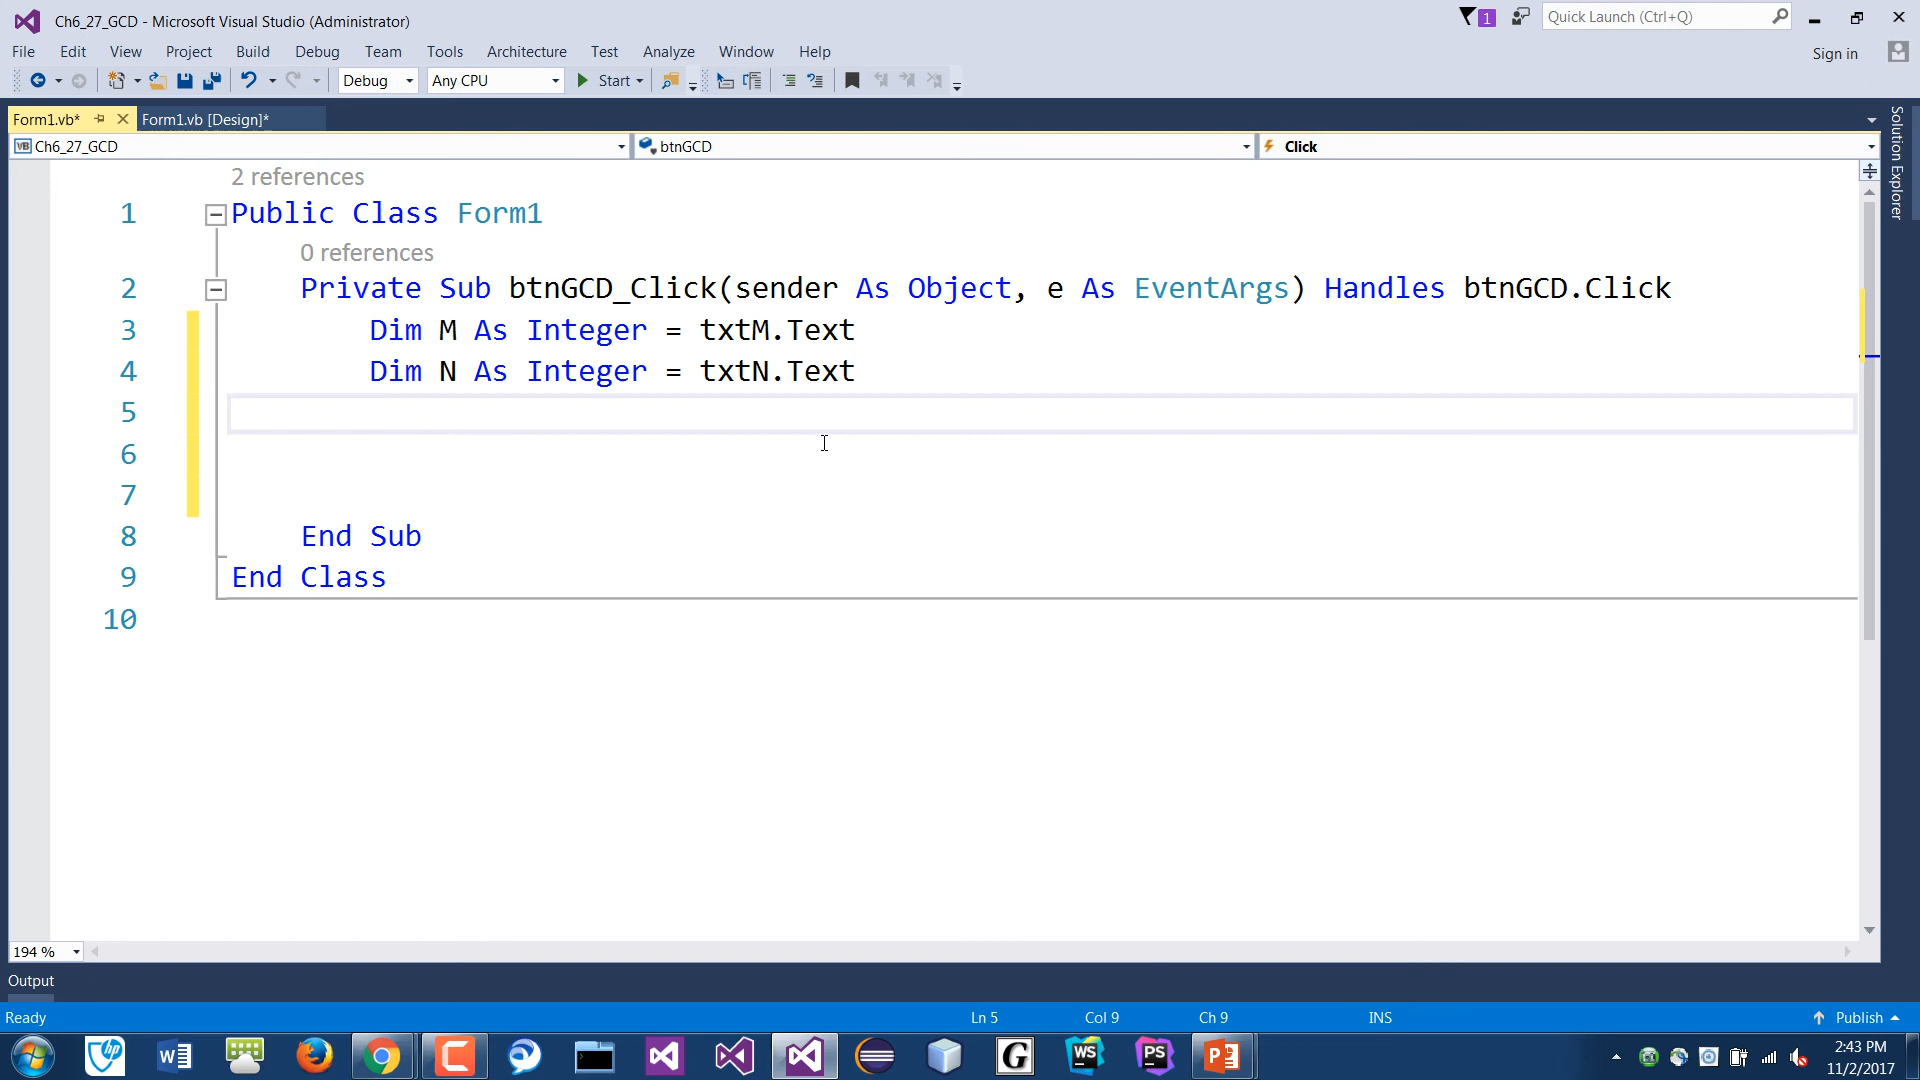 Ch6_27_GCD - Microsoft Visual Studio (Administrator)
1
Quick Launch (Ctrl+Q)
File Edit View Project Build Debug Team Tools Architecture Test Analyze Window Help
Sign in
Debug Any CPU Start
Form1.vb* Form1.vb [Design]*
Solution Explorer
VB Ch6_27_GCD btnGCD Click
2 references
1 Public Class Form1
0 references
2 Private Sub btnGCD_Click(sender As Object, e As EventArgs) Handles btnGCD.Click
3 Dim M As Integer = txtM.Text
4 Dim N As Integer = txtN.Text
5
6
7
8 End Sub
9 End Class
10
194 %
Output
Ready Ln 5 Col 9 Ch 9 INS Publish
hp W C G WS PS P
2:43 PM
11/2/2017